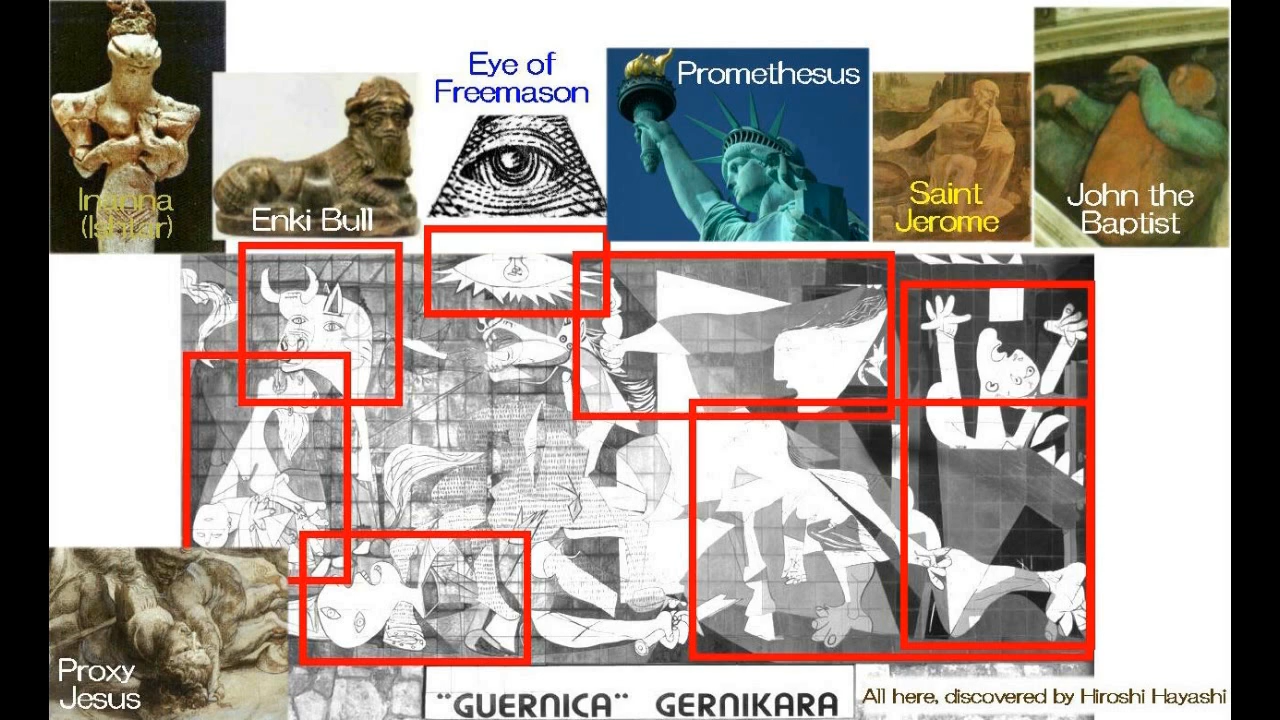 Eye of
Freemason
Promethesus
Inanna
(Ishtar)
Enki Bull
Saint
Jerome
John the
Baptist
Proxy
Jesus
"GUERNICA" GERNIKARA
All here, discovered by Hiroshi Hayashi